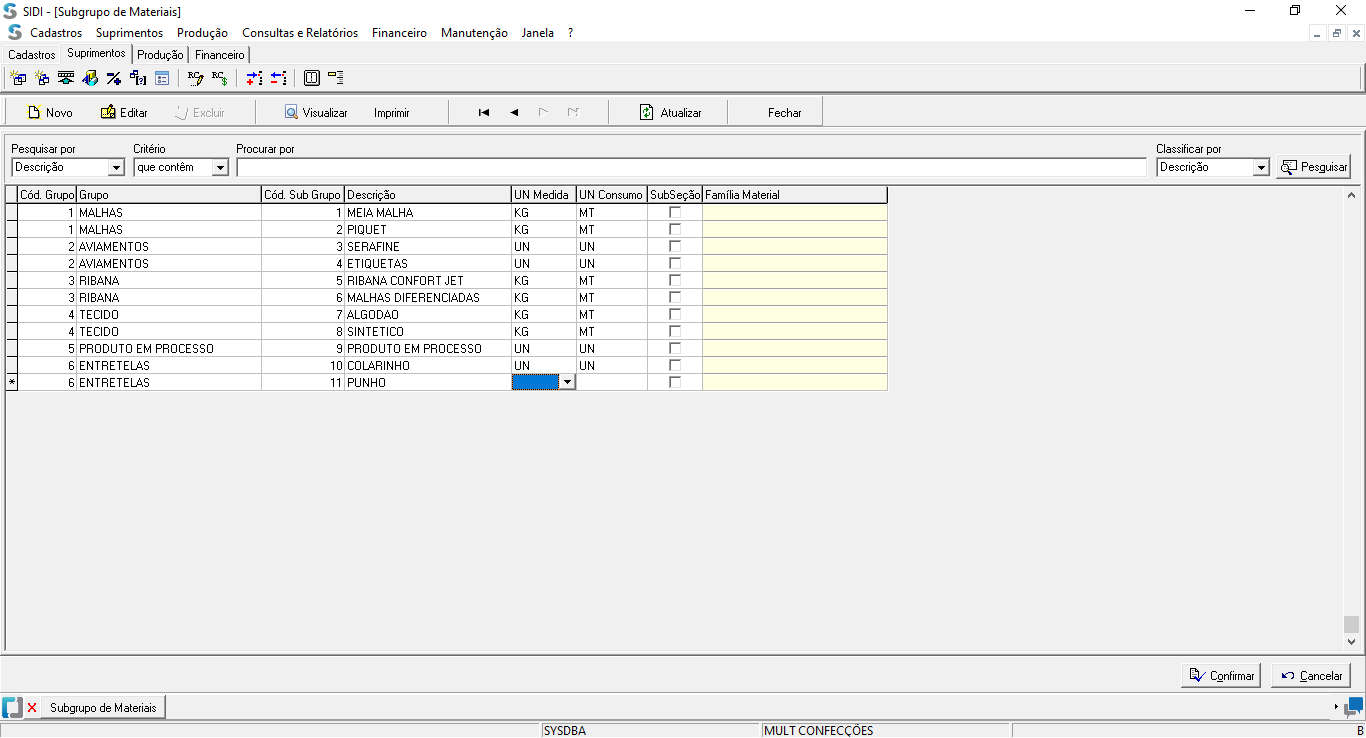 SIDI - [Subgrupo de Materiais]
Cadastros Suprimentos Produção Consultas e Relatórios Financeiro Manutenção Janela ?
Cadastros Suprimentos Produção Financeiro
Novo Editar Excluir Visualizar Imprimir Atualizar Fechar
Pesquisar por Critério Procurar por Classificar por
Descrição que contêm Descrição Pesquisar
Cód. Grupo Grupo Cód. Sub Grupo Descrição UN Medida UN Consumo SubSeção Família Material
1 MALHAS 1 MEIA MALHA KG MT
1 MALHAS 2 PIQUET KG MT
2 AVIAMENTOS 3 SERAFINE UN UN
2 AVIAMENTOS 4 ETIQUETAS UN UN
3 RIBANA 5 RIBANA CONFORT JET KG MT
3 RIBANA 6 MALHAS DIFERENCIADAS KG MT
4 TECIDO 7 ALGODAO KG MT
4 TECIDO 8 SINTETICO KG MT
5 PRODUTO EM PROCESSO 9 PRODUTO EM PROCESSO UN UN
6 ENTRETELAS 10 COLARINHO UN UN
* 6 ENTRETELAS 11 PUNHO
Confirmar Cancelar
Subgrupo de Materiais
SYSDBA MULT CONFECÇÕES B